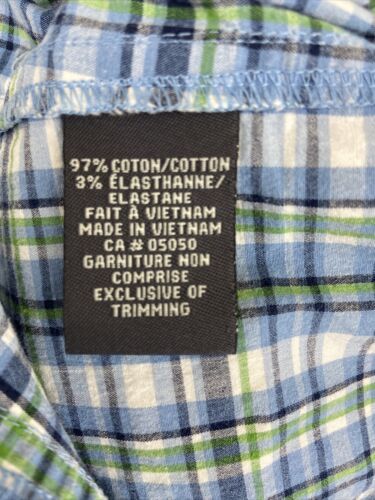 97% COTON/COTTON
3% ÉLASTHANNE/
ELASTANE
FAIT À VIETNAM
MADE IN VIETNAM
CA # 05050
GARNITURE NON
COMPRISE
EXCLUSIVE OF
TRIMMING